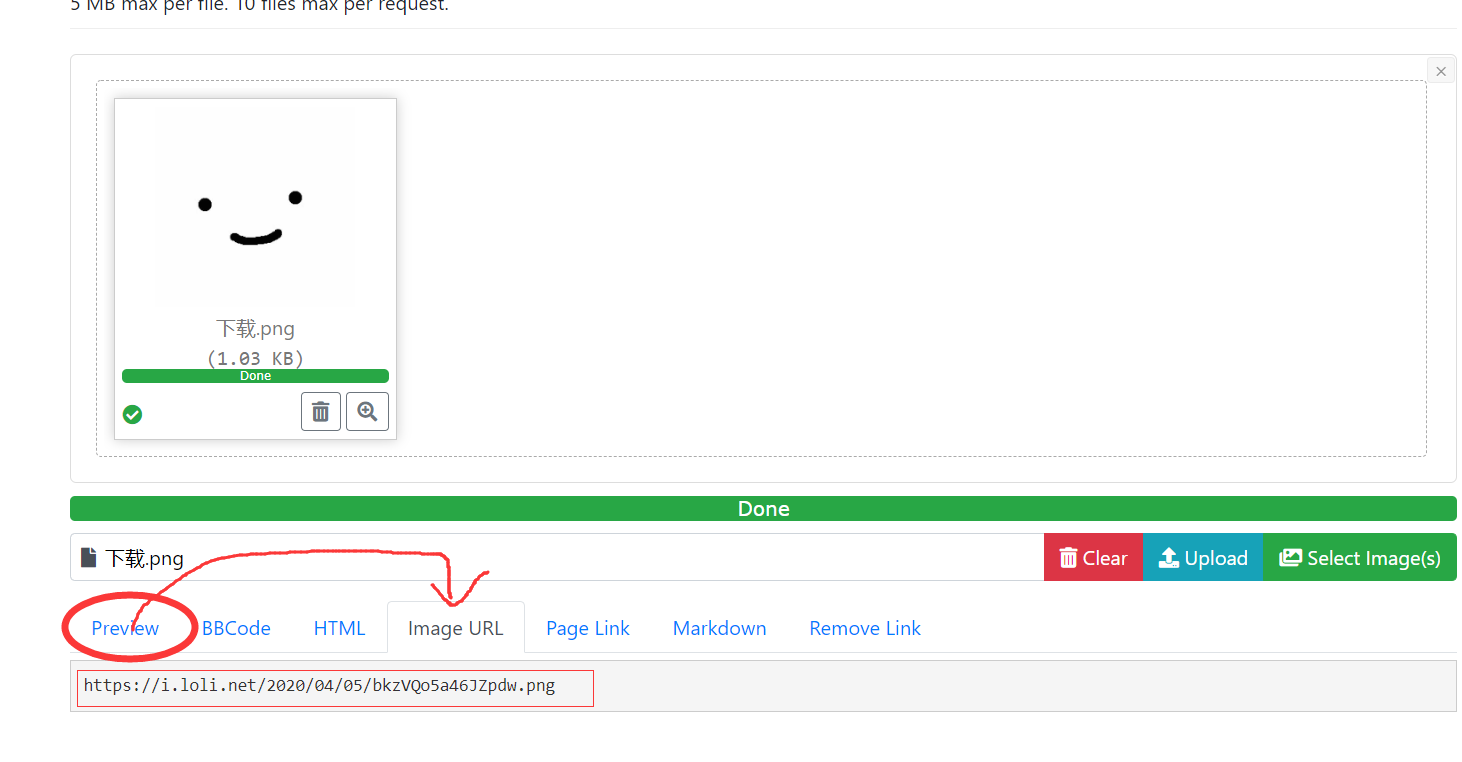 5 MB max per file. 10 files max per request.
下载.png
(1.03 KB)
Done
Done
下载.png
Clear
Upload
Select Image(s)
Preview
BBCode
HTML
Image URL
Page Link
Markdown
Remove Link
https://i.loli.net/2020/04/05/bkzVQo5a46JZpdw.png